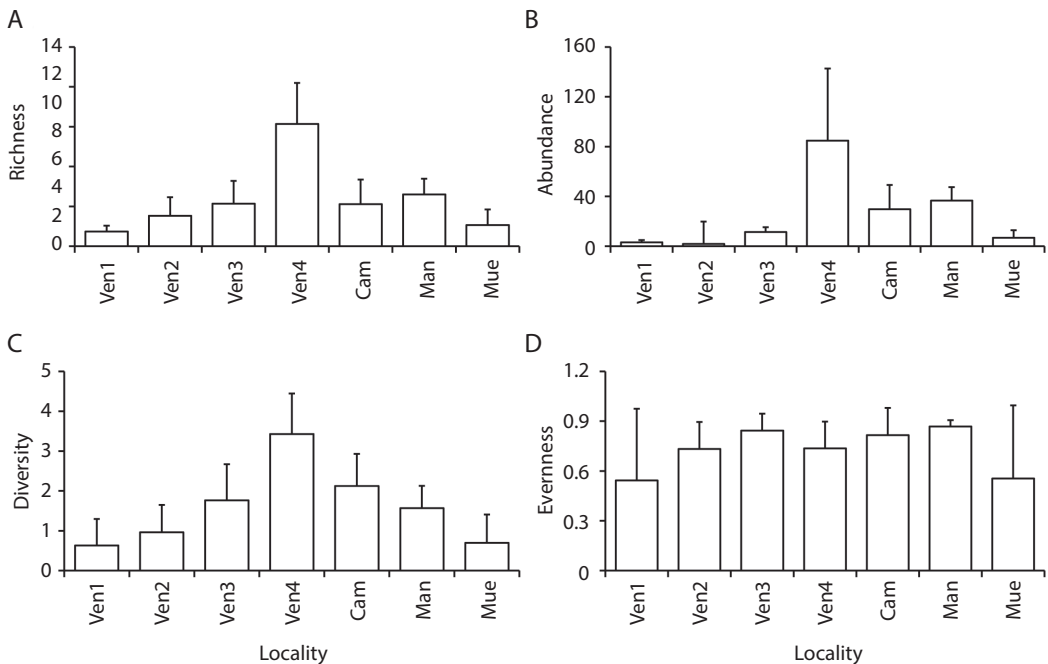 A
Richness
14
12
10
8
6
4
2
0
Ven1
Ven2
Ven3
Ven4
Cam
Man
Mue
B
Abundance
160
120
80
40
0
Ven1
Ven2
Ven3
Ven4
Cam
Man
Mue
C
Diversity
5
4
3
2
1
0
Ven1
Ven2
Ven3
Ven4
Cam
Man
Mue
Locality
D
Evernness
1.2
0.9
0.6
0.3
0
Ven1
Ven2
Ven3
Ven4
Cam
Man
Mue
Locality